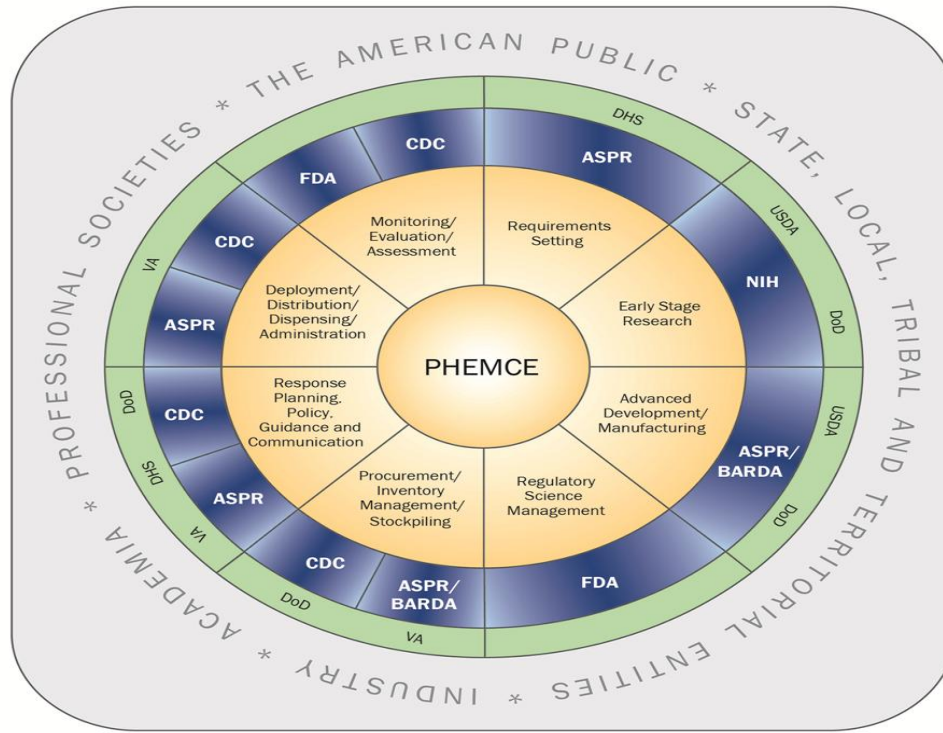 PROFESSIONAL SOCIETIES * THE AMERICAN PUBLIC * STATE, LOCAL, TRIBAL AND TERRITORIAL ENTITIES * INDUSTRY * ACADEMIA *
DHS
USDA
DoD
USDA
DoD
VA
DoD
VA
DHS
DoD
VA
ASPR
NIH
ASPR/
BARDA
FDA
ASPR/
BARDA
CDC
ASPR
CDC
ASPR
CDC
FDA
CDC
Requirements
Setting
Early Stage
Research
Advanced
Development/
Manufacturing
Regulatory
Science
Management
Procurement/
Inventory
Management/
Stockpiling
Response
Planning,
Policy,
Guidance and
Communication
Deployment/
Distribution/
Dispensing/
Administration
Monitoring/
Evaluation/
Assessment
PHEMCE